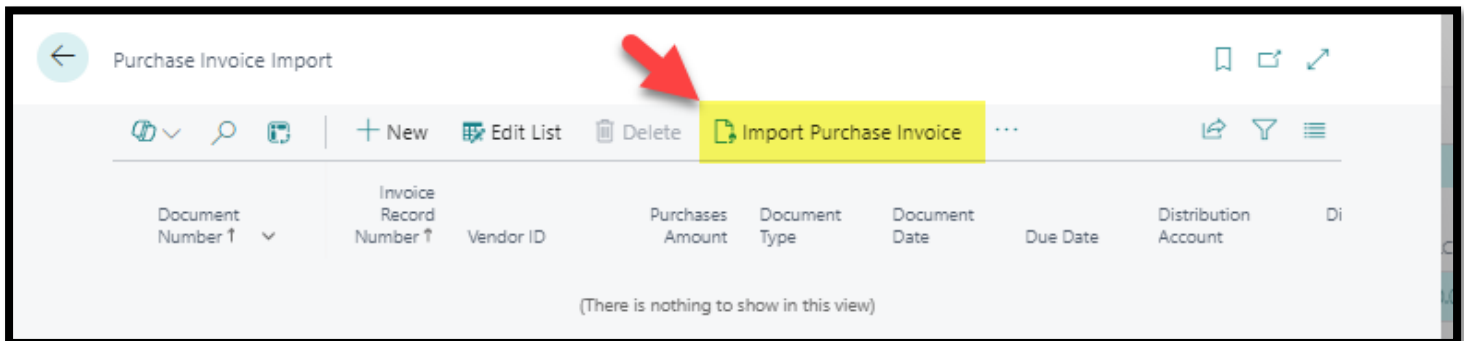 Purchase Invoice Import
New Edit List Delete Import Purchase Invoice ...
Invoice
Document Record Purchases Document Document Distribution Di
Number ↑ Number ↑ Vendor ID Amount Type Date Due Date Account
(There is nothing to show in this view)